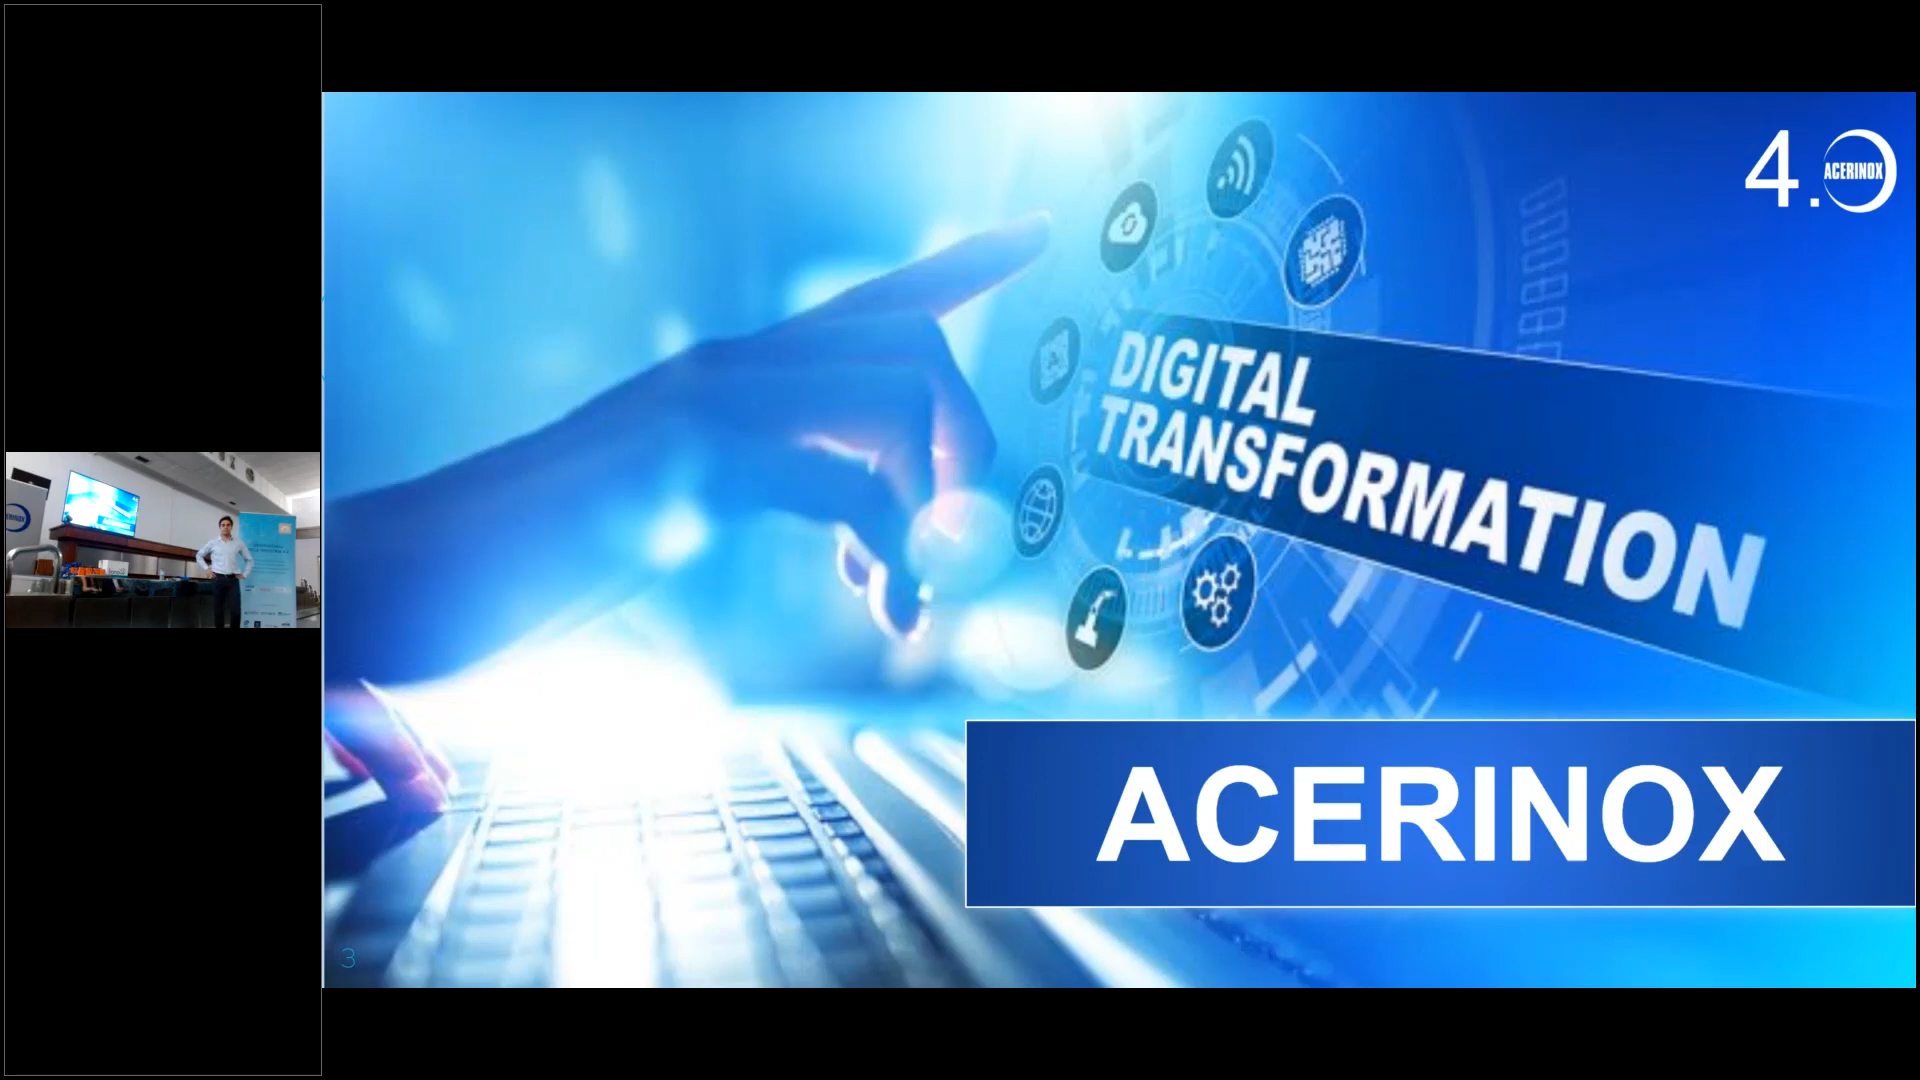 4.
ACERINOX
DIGITAL
TRANSFORMATION
ACERINOX
3